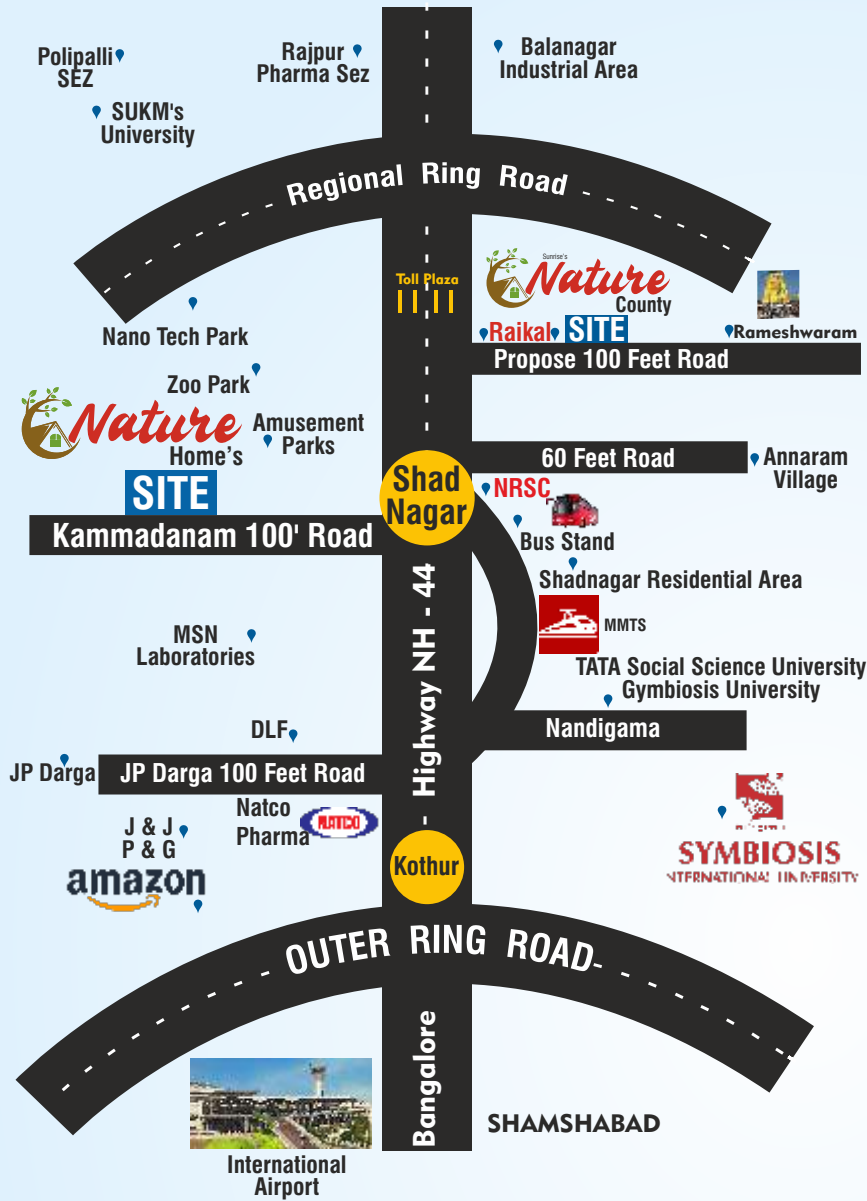 Polipalli
SEZ
Rajpur
Pharma Sez
Balanagar
Industrial Area
SUKM's
University
Regional Ring Road
Toll Plaza
Sunrise's
Nature
County
Nano Tech Park
Raikal
SITE
Rameshwaram
Propose 100 Feet Road
Zoo Park
Nature
Home's
Amusement
Parks
SITE
Kammadanam 100' Road
Shad
Nagar
60 Feet Road
Annaram
Village
NRSC
Bus Stand
Shadnagar Residential Area
MMTS
MSN
Laboratories
TATA Social Science University
Gymbiosis University
Nandigama
DLF
JP Darga
JP Darga 100 Feet Road
Natco
Pharma
NATCO
J & J
P & G
amazon
Kothur
SYMBIOSIS
INTERNATIONAL UNIVERSITY
Bangalore - Highway NH - 44
OUTER RING ROAD
International
Airport
SHAMSHABAD